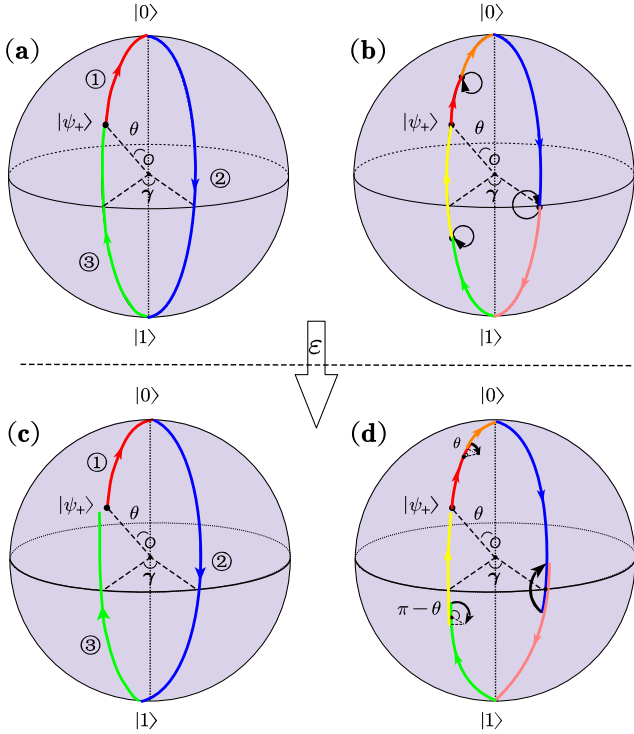 |0⟩ |0⟩
(a) (b)
① |ψ₊⟩ θ O γ ② ③
|ψ₊⟩ θ O γ
|1⟩ |1⟩
ε
|0⟩ |0⟩
(c) (d)
① |ψ₊⟩ θ O γ ② ③
θ |ψ₊⟩ θ O γ π − θ
|1⟩ |1⟩